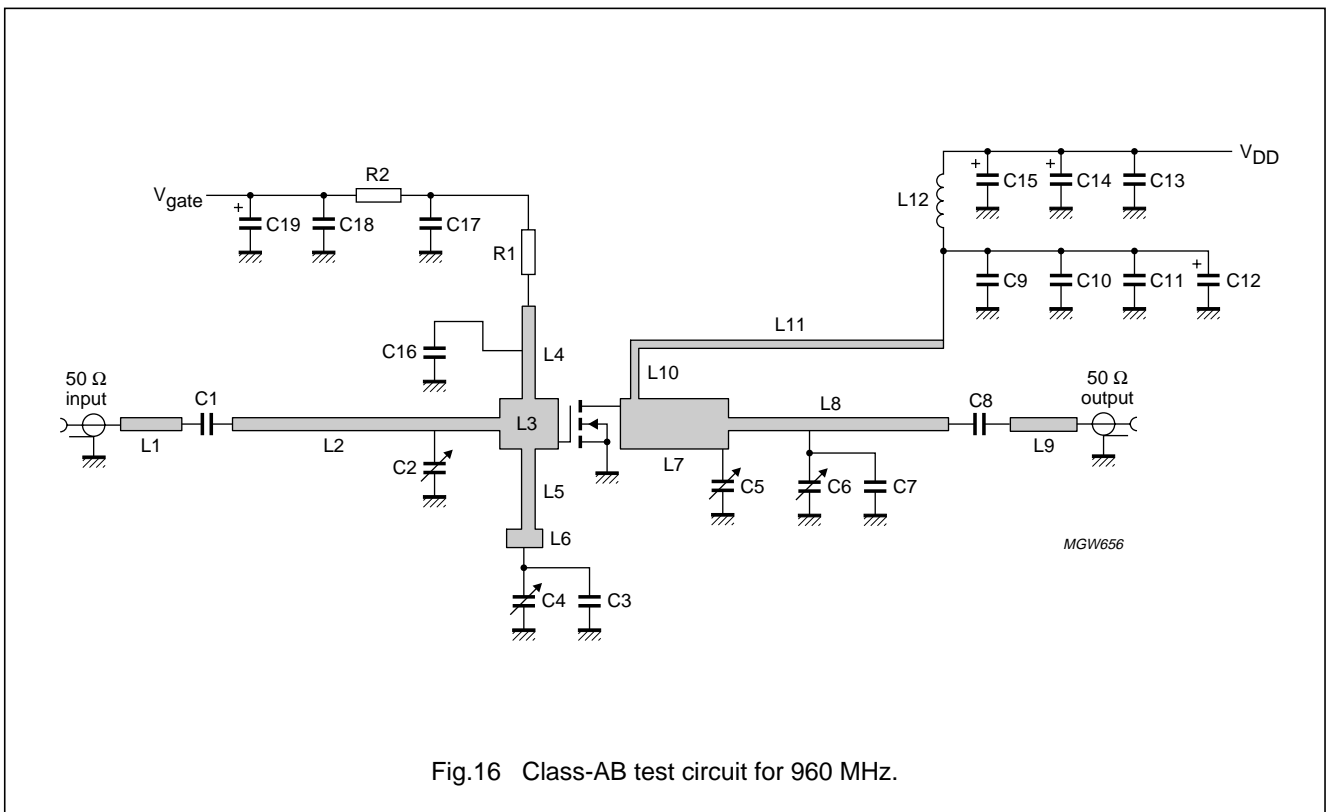 V_DD
C15 C14 C13
L12
R2
V_gate
C19 C18 C17
R1
C9 C10 C11 C12
L11
C16
L4
L10
50 Ω
input
50 Ω
output
C1
L3
L8
C8
L1
L2
L9
C2
L7
C5 C6 C7
L5
L6
MGW656
C4 C3
+
+
+
+
Fig.16 Class-AB test circuit for 960 MHz.